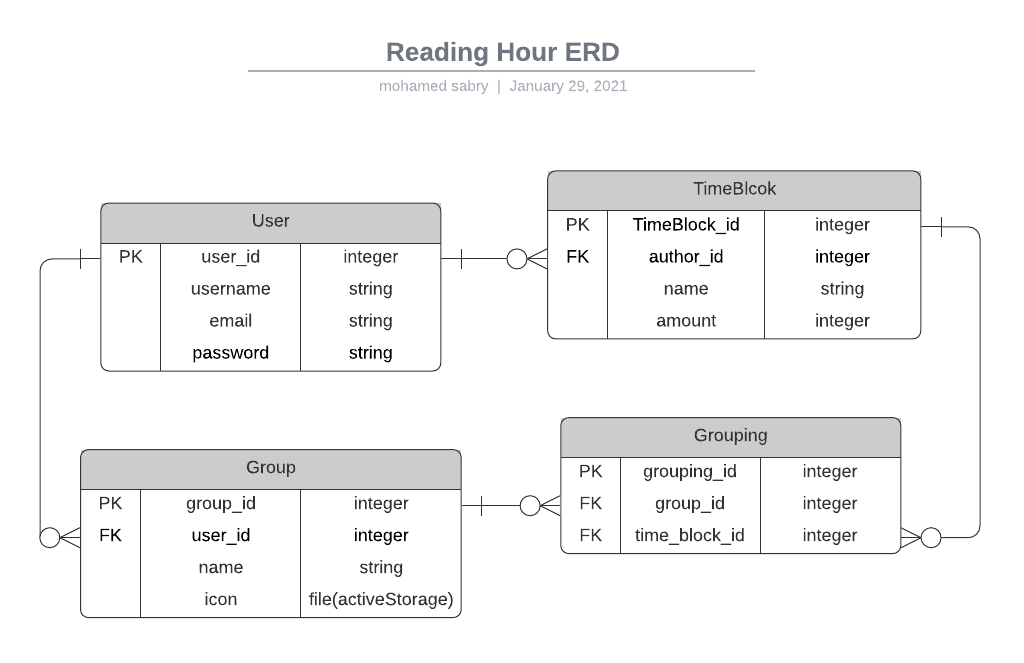 Reading Hour ERD
mohamed sabry | January 29, 2021
User
PK user_id integer
username string
email string
password string
TimeBlcok
PK TimeBlock_id integer
FK author_id integer
name string
amount integer
Group
PK group_id integer
FK user_id integer
name string
icon file(activeStorage)
Grouping
PK grouping_id integer
FK group_id integer
FK time_block_id integer